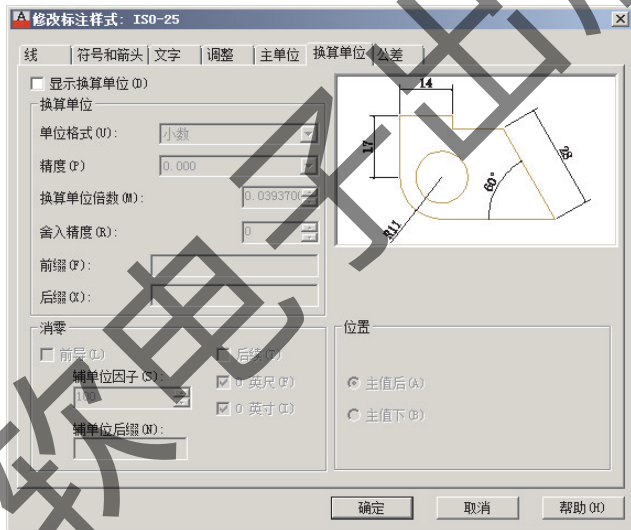 修改标注样式: ISO-25
线 符号和箭头 文字 调整 主单位 换算单位 公差
显示换算单位(D)
换算单位
单位格式(U): 小数
精度(P) 0.000
换算单位倍数(M): 0.039370
舍入精度(R): 0
前缀(F):
后缀(X):
14
17
28
60°
R11
消零
前导(L) 后续(T)
辅单位因子(S): 0 英尺(F)
100
0 英寸(I)
辅单位后缀(N):
位置
主值后(A)
主值下(B)
确定 取消 帮助(H)
软电子出